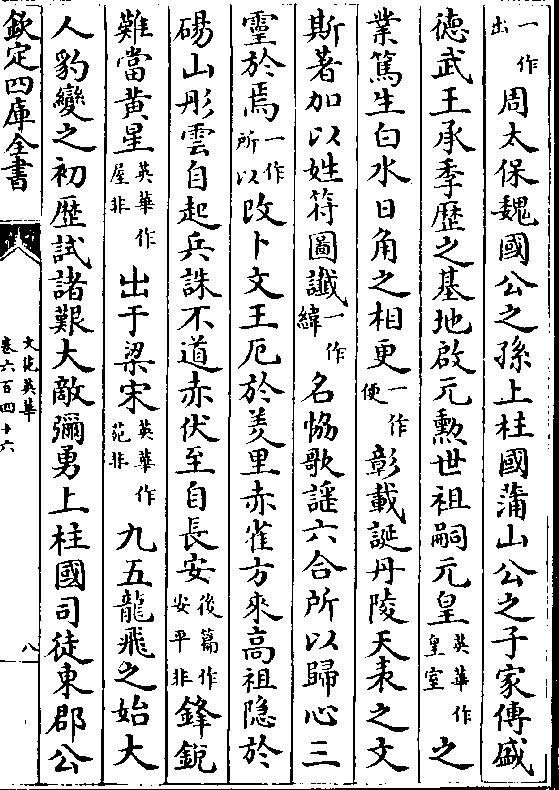 一作出周太保魏國公之孫上柱國蒲山公之子家傳盛
德武王承季歴之基地啟元勲世祖嗣元皇英華作皇室之
業篤生白水日角之相更一作便彰載誕丹陵天表之文
斯著加以姓符圖讖一作緯名協歌謡六合所以歸心三
靈於焉一作所以改卜文王厄於羑里赤雀方來高祖隐於
碭山彤雲自起兵誅不道赤伏至自長安後篇作安平非鋒鋭
難當黄星英華作星非出于梁宋英華作苑非九五龍飛之始大
人豹變之初歴試諸艱大敵彌勇上柱國司徒東郡公
欽定四庫全書
文苑英華
卷六百四十六
八